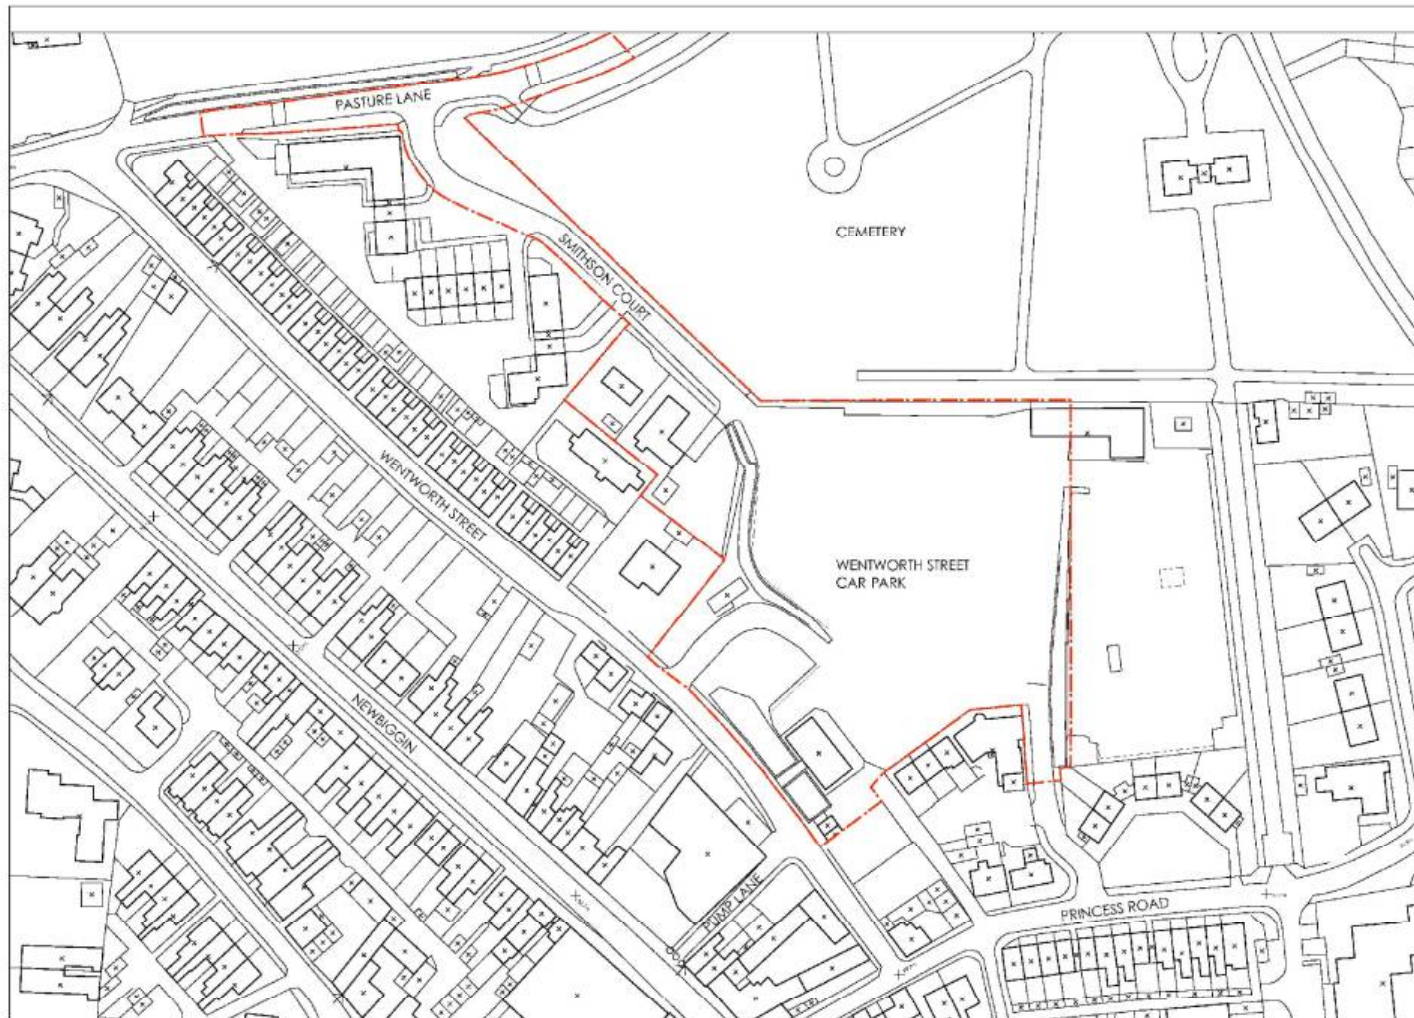 PASTURE LANE
CEMETERY
SMITHSON COURT
WENTWORTH STREET
WENTWORTH STREET
CAR PARK
NEWBIGGIN
PUMP LANE
PRINCESS ROAD